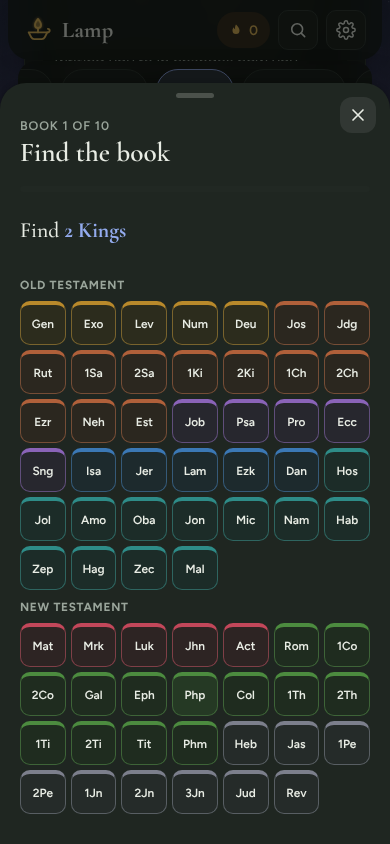 Lamp 0
BOOK 1 OF 10
Find the book
Find 2 Kings
OLD TESTAMENT
Gen Exo Lev Num Deu Jos Jdg
Rut 1Sa 2Sa 1Ki 2Ki 1Ch 2Ch
Ezr Neh Est Job Psa Pro Ecc
Sng Isa Jer Lam Ezk Dan Hos
Jol Amo Oba Jon Mic Nam Hab
Zep Hag Zec Mal
NEW TESTAMENT
Mat Mrk Luk Jhn Act Rom 1Co
2Co Gal Eph Php Col 1Th 2Th
1Ti 2Ti Tit Phm Heb Jas 1Pe
2Pe 1Jn 2Jn 3Jn Jud Rev